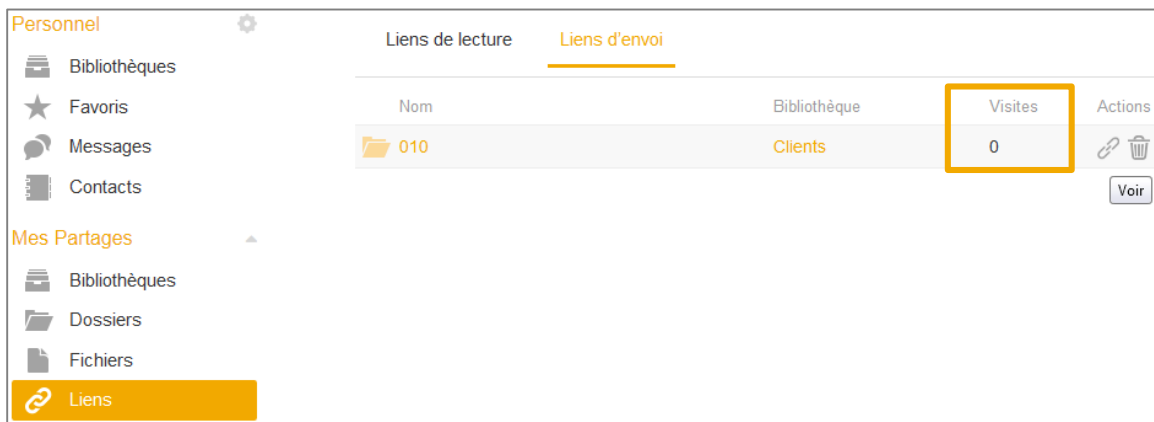 Personnel
Bibliothèques
Favoris
Messages
Contacts
Mes Partages
Bibliothèques
Dossiers
Fichiers
Liens
Liens de lecture Liens d'envoi
Nom Bibliothèque Visites Actions
010 Clients 0
Voir